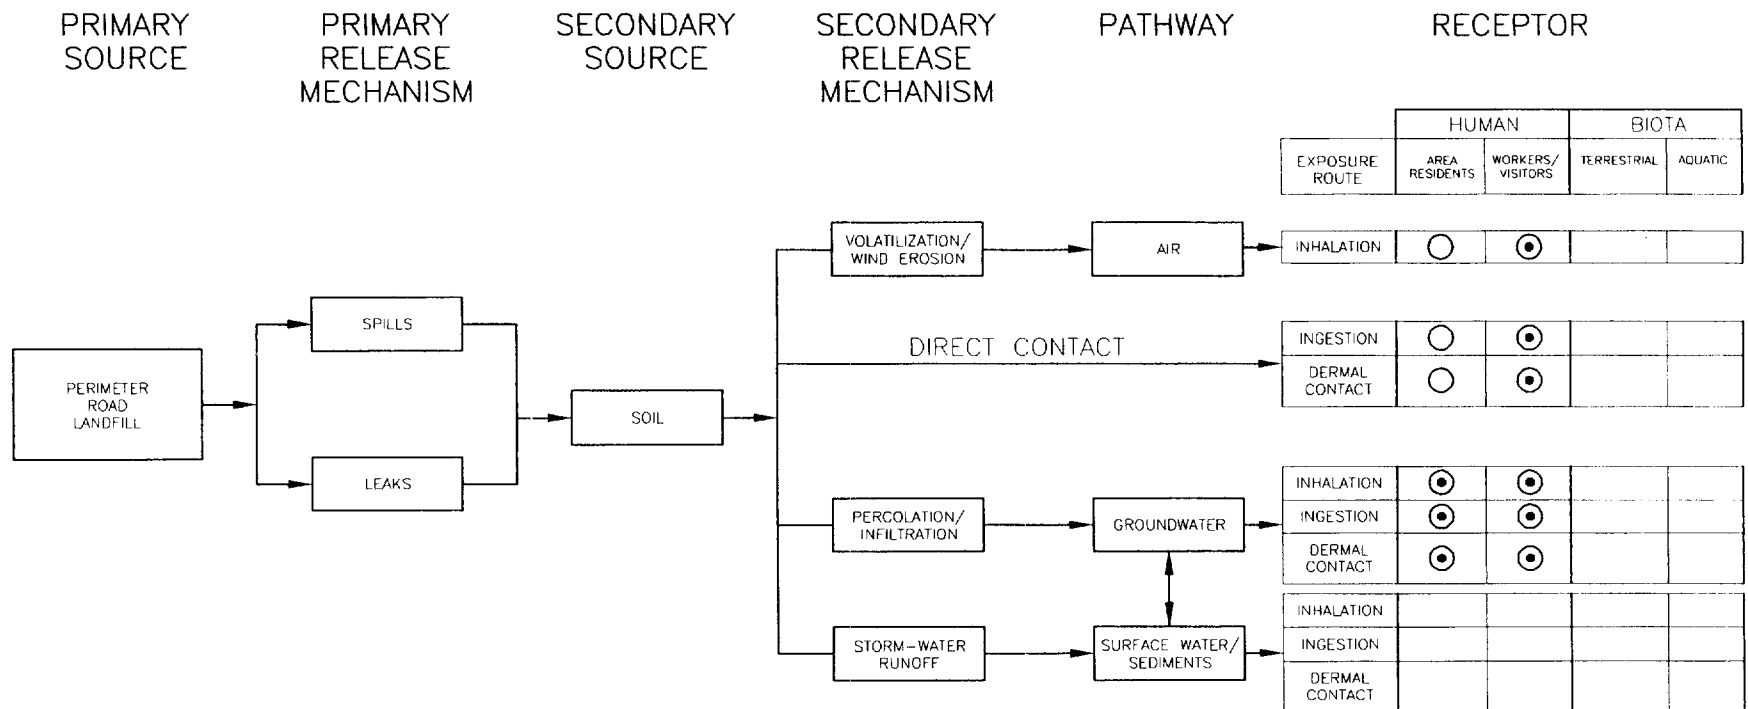 PRIMARY
SOURCE
PRIMARY
RELEASE
MECHANISM
SECONDARY
SOURCE
SECONDARY
RELEASE
MECHANISM
PATHWAY
RECEPTOR
HUMAN
BIOTA
EXPOSURE
ROUTE
AREA
RESIDENTS
WORKERS/
VISITORS
TERRESTRIAL
AQUATIC
VOLATILIZATION/
WIND EROSION
AIR
INHALATION
SPILLS
DIRECT CONTACT
INGESTION
DERMAL
CONTACT
PERIMETER
ROAD
LANDFILL
SOIL
LEAKS
PERCOLATION/
INFILTRATION
GROUNDWATER
INHALATION
INGESTION
DERMAL
CONTACT
STORM-WATER
RUNOFF
SURFACE WATER/
SEDIMENTS
INHALATION
INGESTION
DERMAL
CONTACT